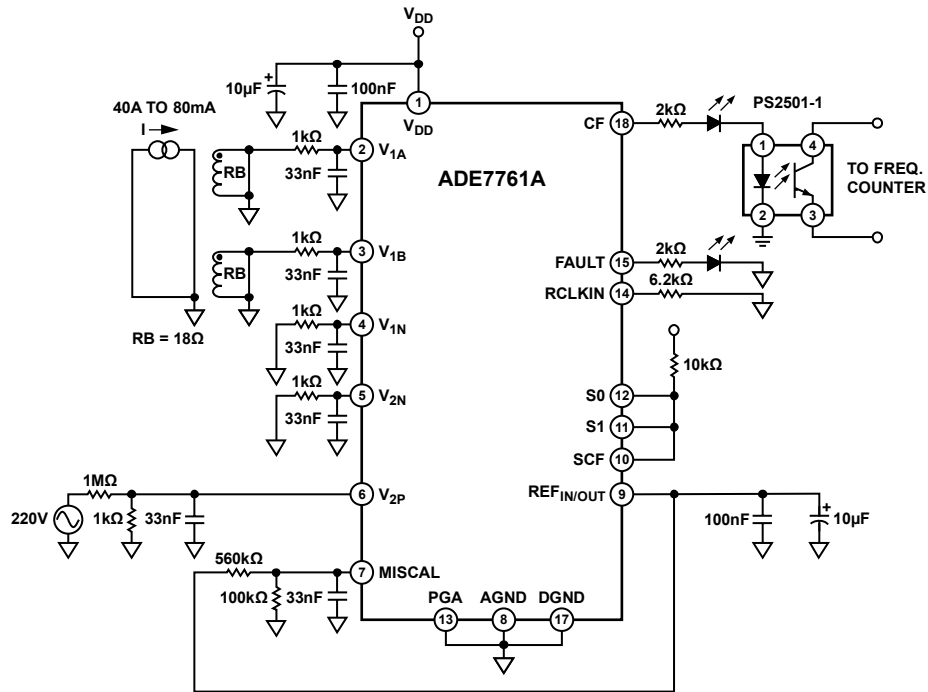 VDD
10µF
+
100nF
1
VDD
40A TO 80mA
I
1kΩ
2
V1A
RB
33nF
ADE7761A
CF
18
2kΩ
PS2501-1
1
4
2
3
TO FREQ.
COUNTER
1kΩ
3
V1B
RB
33nF
FAULT
15
2kΩ
RCLKIN
14
6.2kΩ
1kΩ
4
V1N
33nF
RB = 18Ω
10kΩ
1kΩ
5
V2N
33nF
S0
12
S1
11
SCF
10
1MΩ
6
V2P
220V
1kΩ
33nF
REFIN/OUT
9
100nF
+
10µF
560kΩ
7
MISCAL
100kΩ
33nF
PGA
AGND
DGND
13
8
17